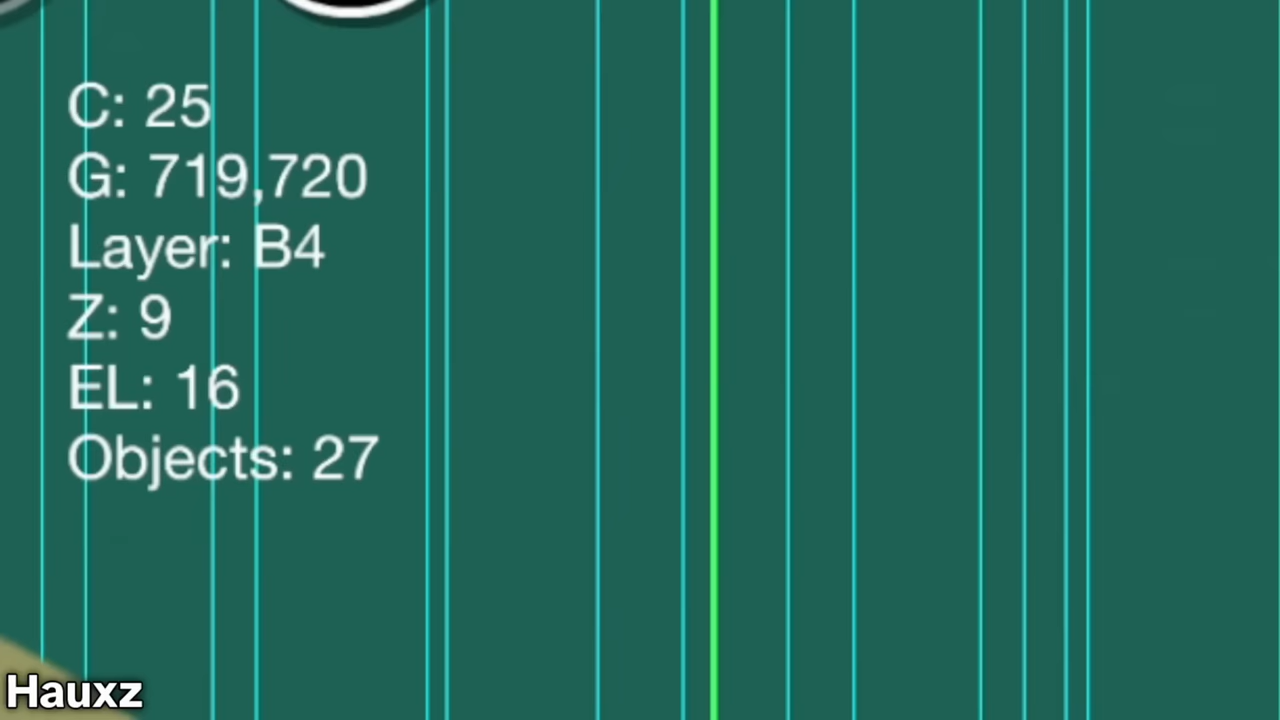 C: 25
G: 719,720
Layer: B4
Z: 9
EL: 16
Objects: 27
Hauxz